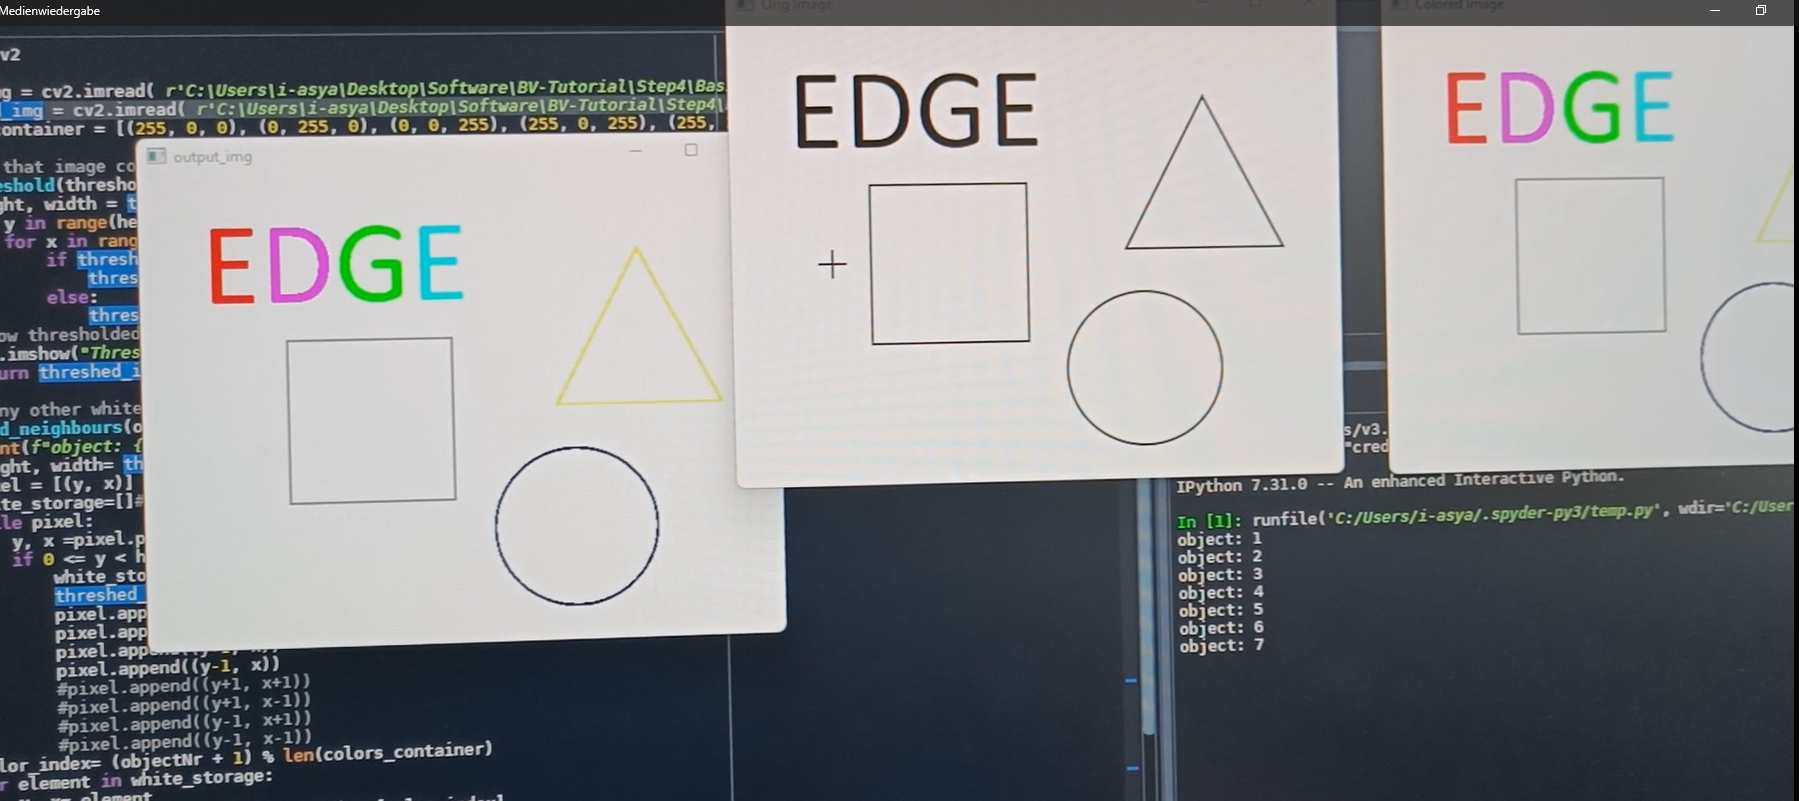 Medienwiedergabe
v2
g = cv2.imread( r'C:\Users\i-asya\Desktop\Software\BV-Tutorial\Step4\Bas
_img = cv2.imread( r'C:\Users\i-asya\Desktop\Software\BV-Tutorial\Step4\
ontainer = [(255, 0, 0), (0, 255, 0), (0, 0, 255), (255, 0, 255), (255,
that image co
eshold(thresho
ght, width = t
y in range(he
for x in rang
if thresh
thres
else:
thres
ow thresholded
.imshow("Thres
urn threshed_i
ny other white
d_neighbours(o
nt(f"object: {
ght, width= th
el = [(y, x)]
te_storage=[]#
le pixel:
y, x =pixel.p
if 0 <= y < h
white_sto
threshed_
pixel.app
pixel.app
pixel.app
pixel.append((y-1, x))
#pixel.append((y+1, x+1))
#pixel.append((y+1, x-1))
#pixel.append((y-1, x+1))
#pixel.append((y-1, x-1))
lor_index= (objectNr + 1) % len(colors_container)
r element in white_storage:
element
output_img
EDGE
Orig Image
EDGE
Colored Image
EDGE
s/v3.
"cred
IPython 7.31.0 -- An enhanced Interactive Python.
In [1]: runfile('C:/Users/i-asya/.spyder-py3/temp.py', wdir='C:/User
object: 1
object: 2
object: 3
object: 4
object: 5
object: 6
object: 7